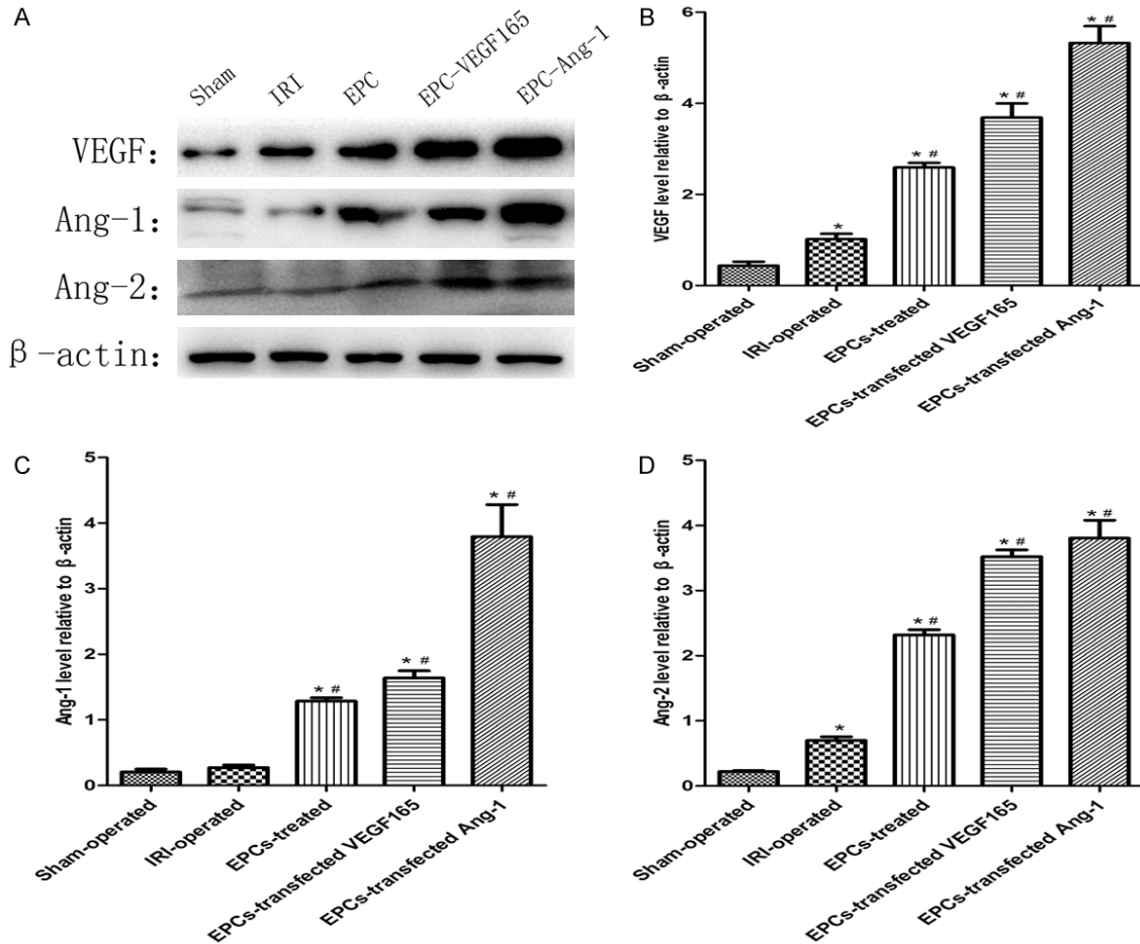 A
Sham
IRI
EPC
EPC-VEGF165
EPC-Ang-1
VEGF:
Ang-1:
Ang-2:
β-actin:
B
VEGF level relative to β-actin
6
4
2
0
*
* #
* #
* #
Sham-operated
IRI-operated
EPCs-treated
EPCs-transfected VEGF165
EPCs-transfected Ang-1
C
Ang-1 level relative to β-actin
5
4
3
2
1
0
* #
* #
* #
Sham-operated
IRI-operated
EPCs-treated
EPCs-transfected VEGF165
EPCs-transfected Ang-1
D
Ang-2 level relative to β-actin
5
4
3
2
1
0
*
* #
* #
* #
Sham-operated
IRI-operated
EPCs-treated
EPCs-transfected VEGF165
EPCs-transfected Ang-1